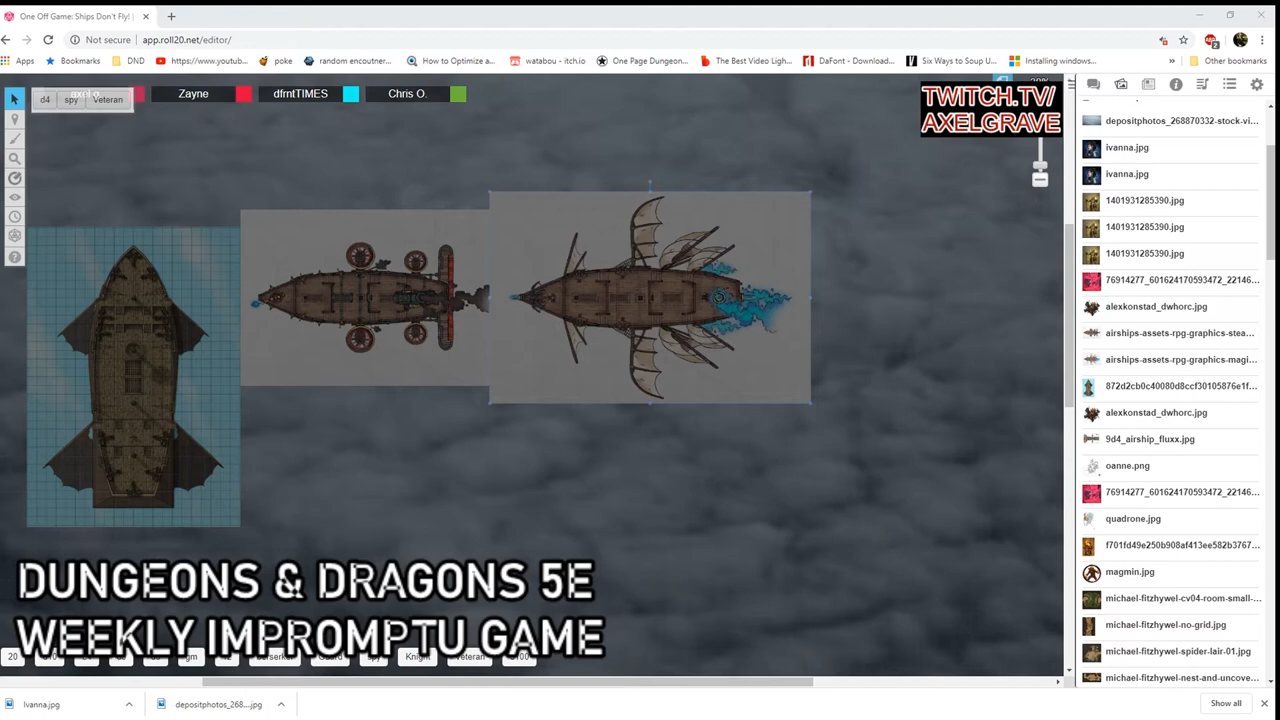 One Off Game: Ships Don't Fly! |
Not secure | app.roll20.net/editor/
Apps Bookmarks DND https://www.youtub... poke random encoutner... How to Optimize a... watabou - itch.io One Page Dungeon... The Best Video Ligh... DaFont - Download... Six Ways to Soup U... Installing windows... » Other bookmarks
d4 spy Veteran Zayne dfrntTIMES Chris O.
TWITCH.TV/
AXELGRAVE
depositphotos_268870332-stock-vi...
ivanna.jpg
ivanna.jpg
1401931285390.jpg
1401931285390.jpg
1401931285390.jpg
76914277_601624170593472_22146...
alexkonstad_dwhorc.jpg
airships-assets-rpg-graphics-stea...
airships-assets-rpg-graphics-magi...
872d2cb0c40080d8ccf30105876e1f...
alexkonstad_dwhorc.jpg
9d4_airship_fluxx.jpg
oanne.png
76914277_601624170593472_22146...
quadrone.jpg
f701fd49e250b908af413ee582b3767...
magmin.jpg
michael-fitzhywel-cv04-room-small-...
michael-fitzhywel-no-grid.jpg
michael-fitzhywel-spider-lair-01.jpg
michael-fitzhywel-nest-and-uncove...
DUNGEONS & DRAGONS 5E
WEEKLY IMPROMPTU GAME
20 spy Knight Veteran
Ivanna.jpg depositphotos_268....jpg Show all